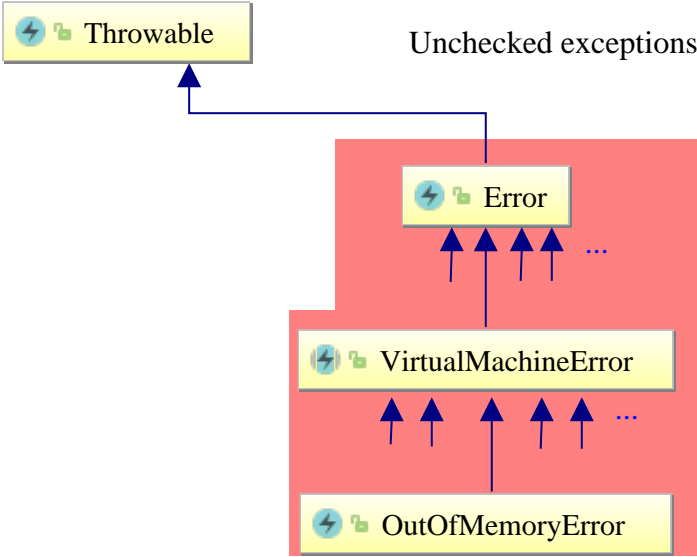 Throwable
Unchecked exceptions
Error
...
VirtualMachineError
...
OutOfMemoryError